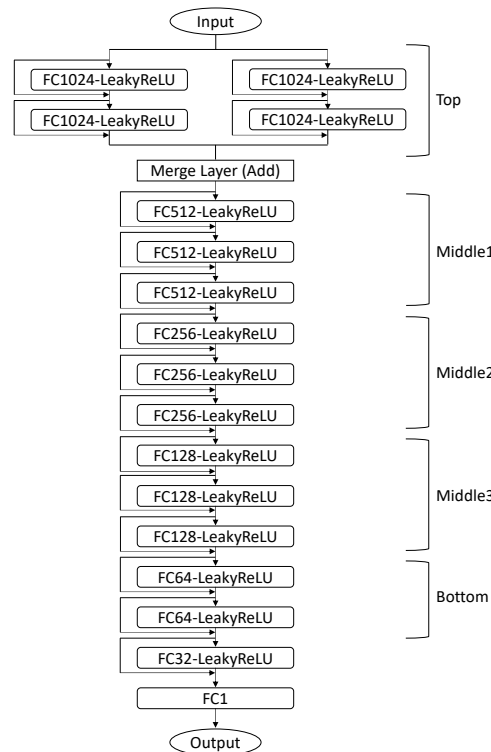 Input
FC1024-LeakyReLU FC1024-LeakyReLU
Top
FC1024-LeakyReLU FC1024-LeakyReLU
Merge Layer (Add)
FC512-LeakyReLU
FC512-LeakyReLU
Middle1
FC512-LeakyReLU
FC256-LeakyReLU
FC256-LeakyReLU
Middle2
FC256-LeakyReLU
FC128-LeakyReLU
FC128-LeakyReLU
Middle3
FC128-LeakyReLU
FC64-LeakyReLU
Bottom
FC64-LeakyReLU
FC32-LeakyReLU
FC1
Output